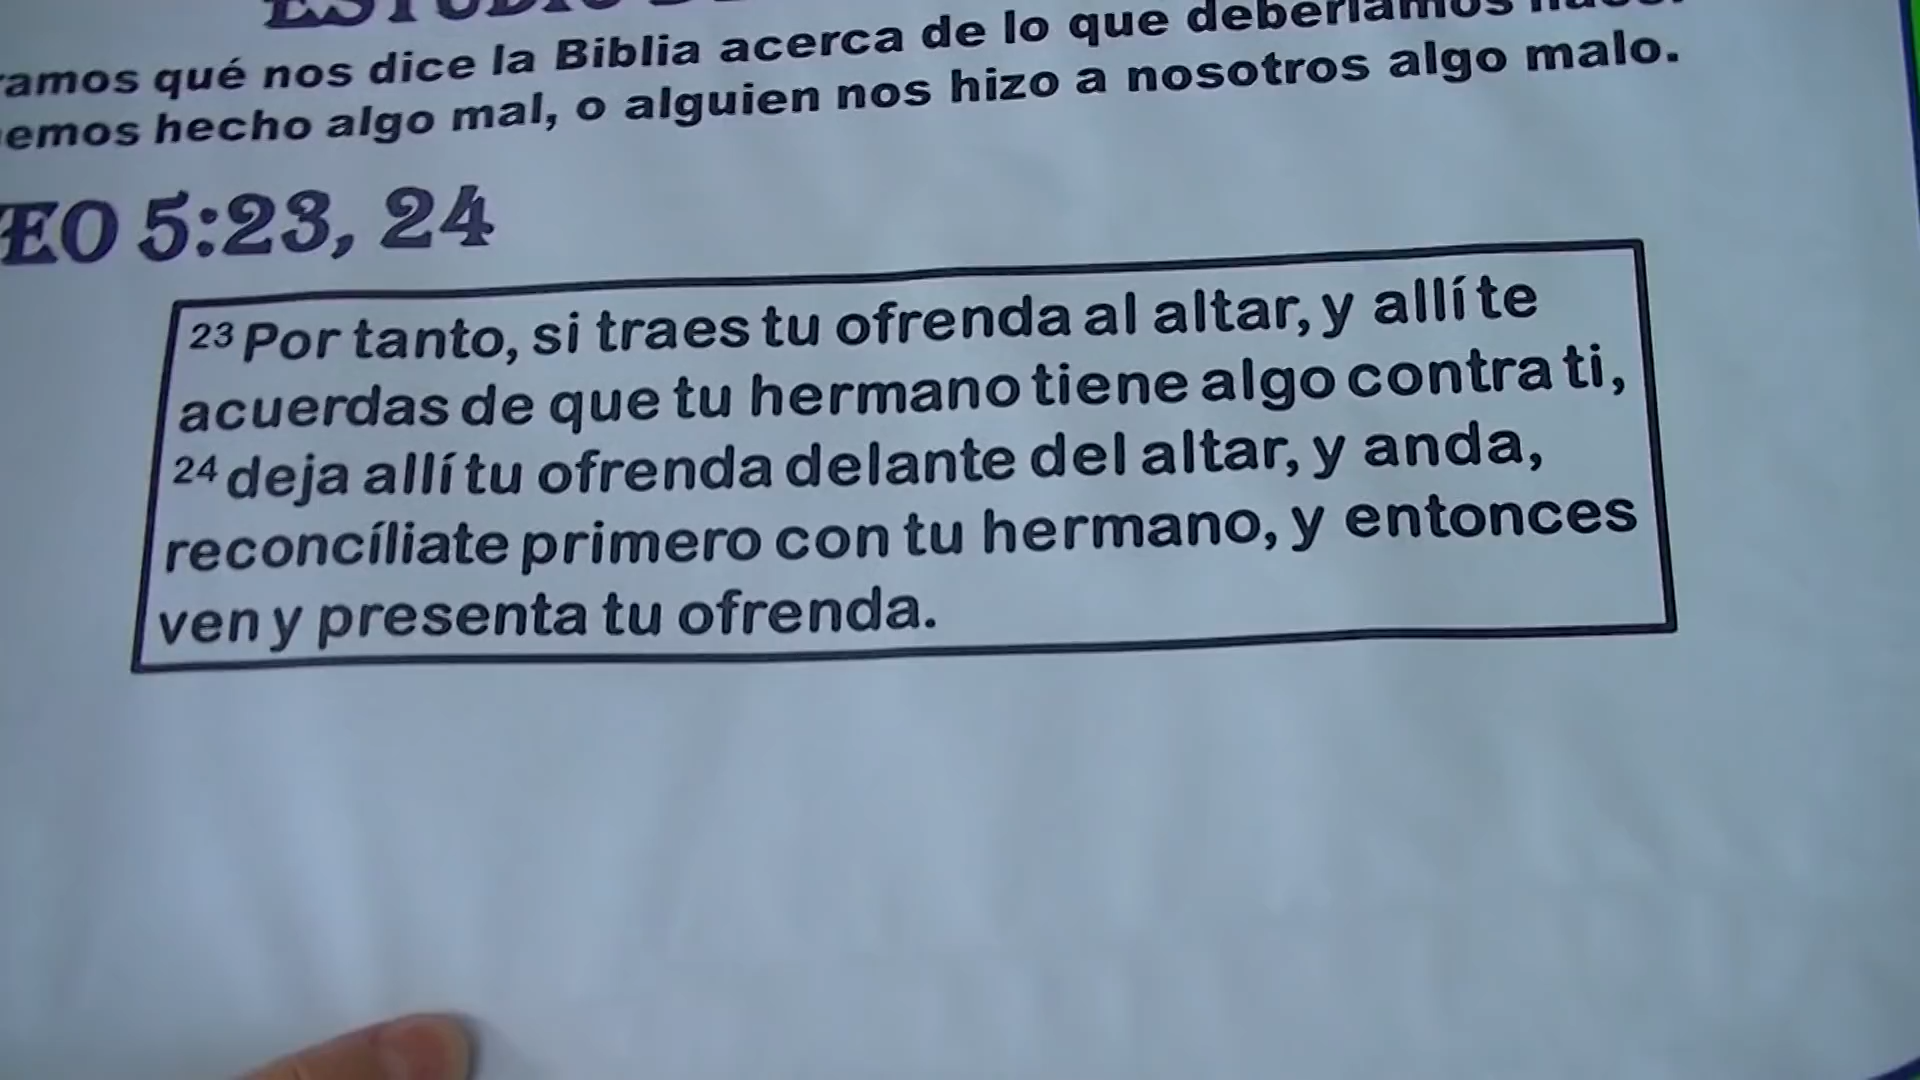 qué nos dice la Biblia acerca de lo que deberíamos
hecho algo mal, o alguien nos hizo a nosotros algo malo.
5:23, 24
23 Por tanto, si traes tu ofrenda al altar, y allí te
acuerdas de que tu hermano tiene algo contra ti,
24 deja allí tu ofrenda delante del altar, y anda,
reconcíliate primero con tu hermano, y entonces
ven y presenta tu ofrenda.